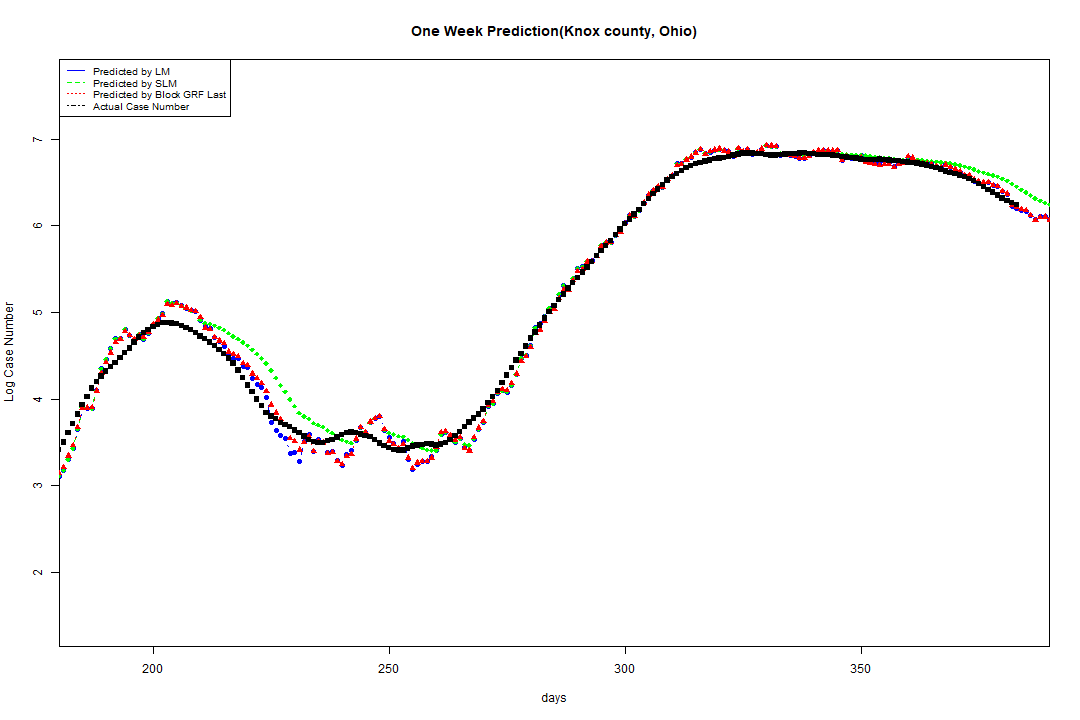 One Week Prediction(Knox county, Ohio)
Predicted by LM
Predicted by SLM
Predicted by Block GRF Last
Actual Case Number
7
6
5
4
3
2
Log Case Number
200 250 300 350
days